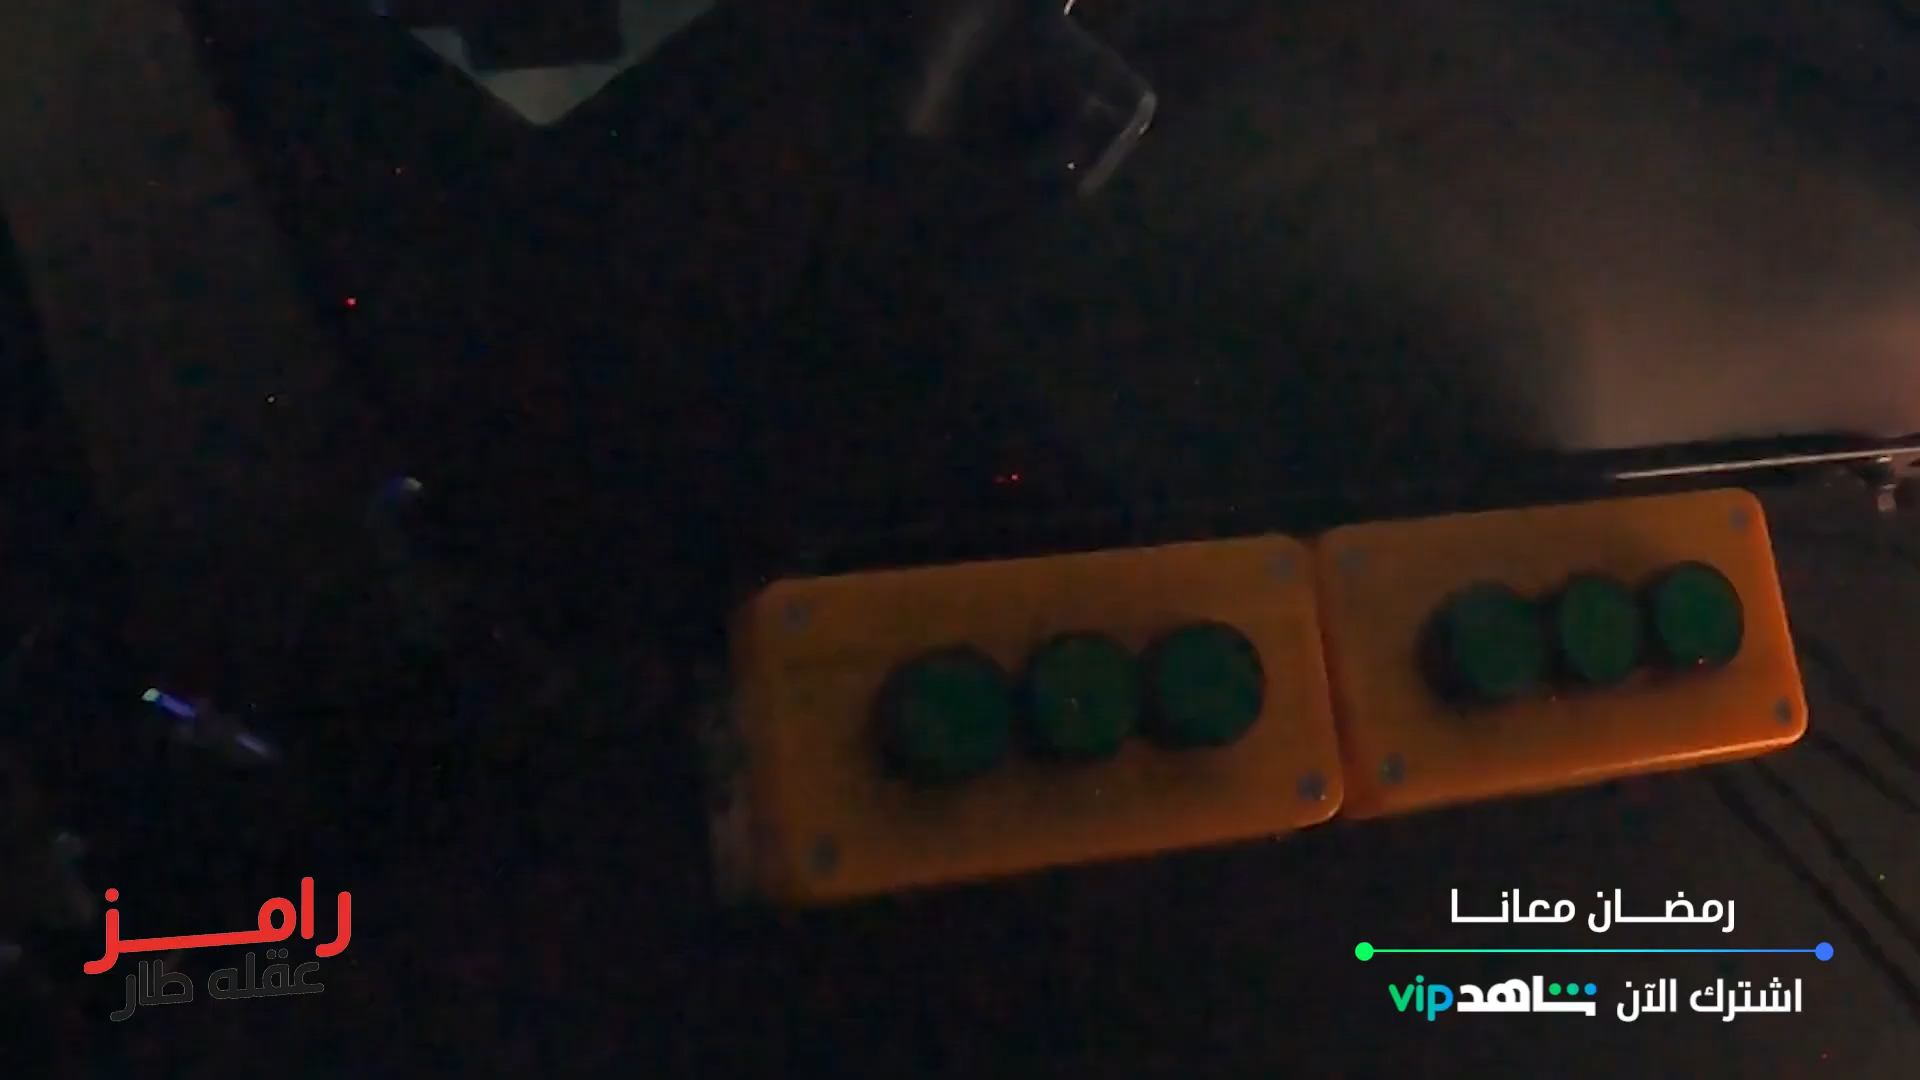 رامز
عقله طار
رمضان معانا
اشترك الآن شاهد vip